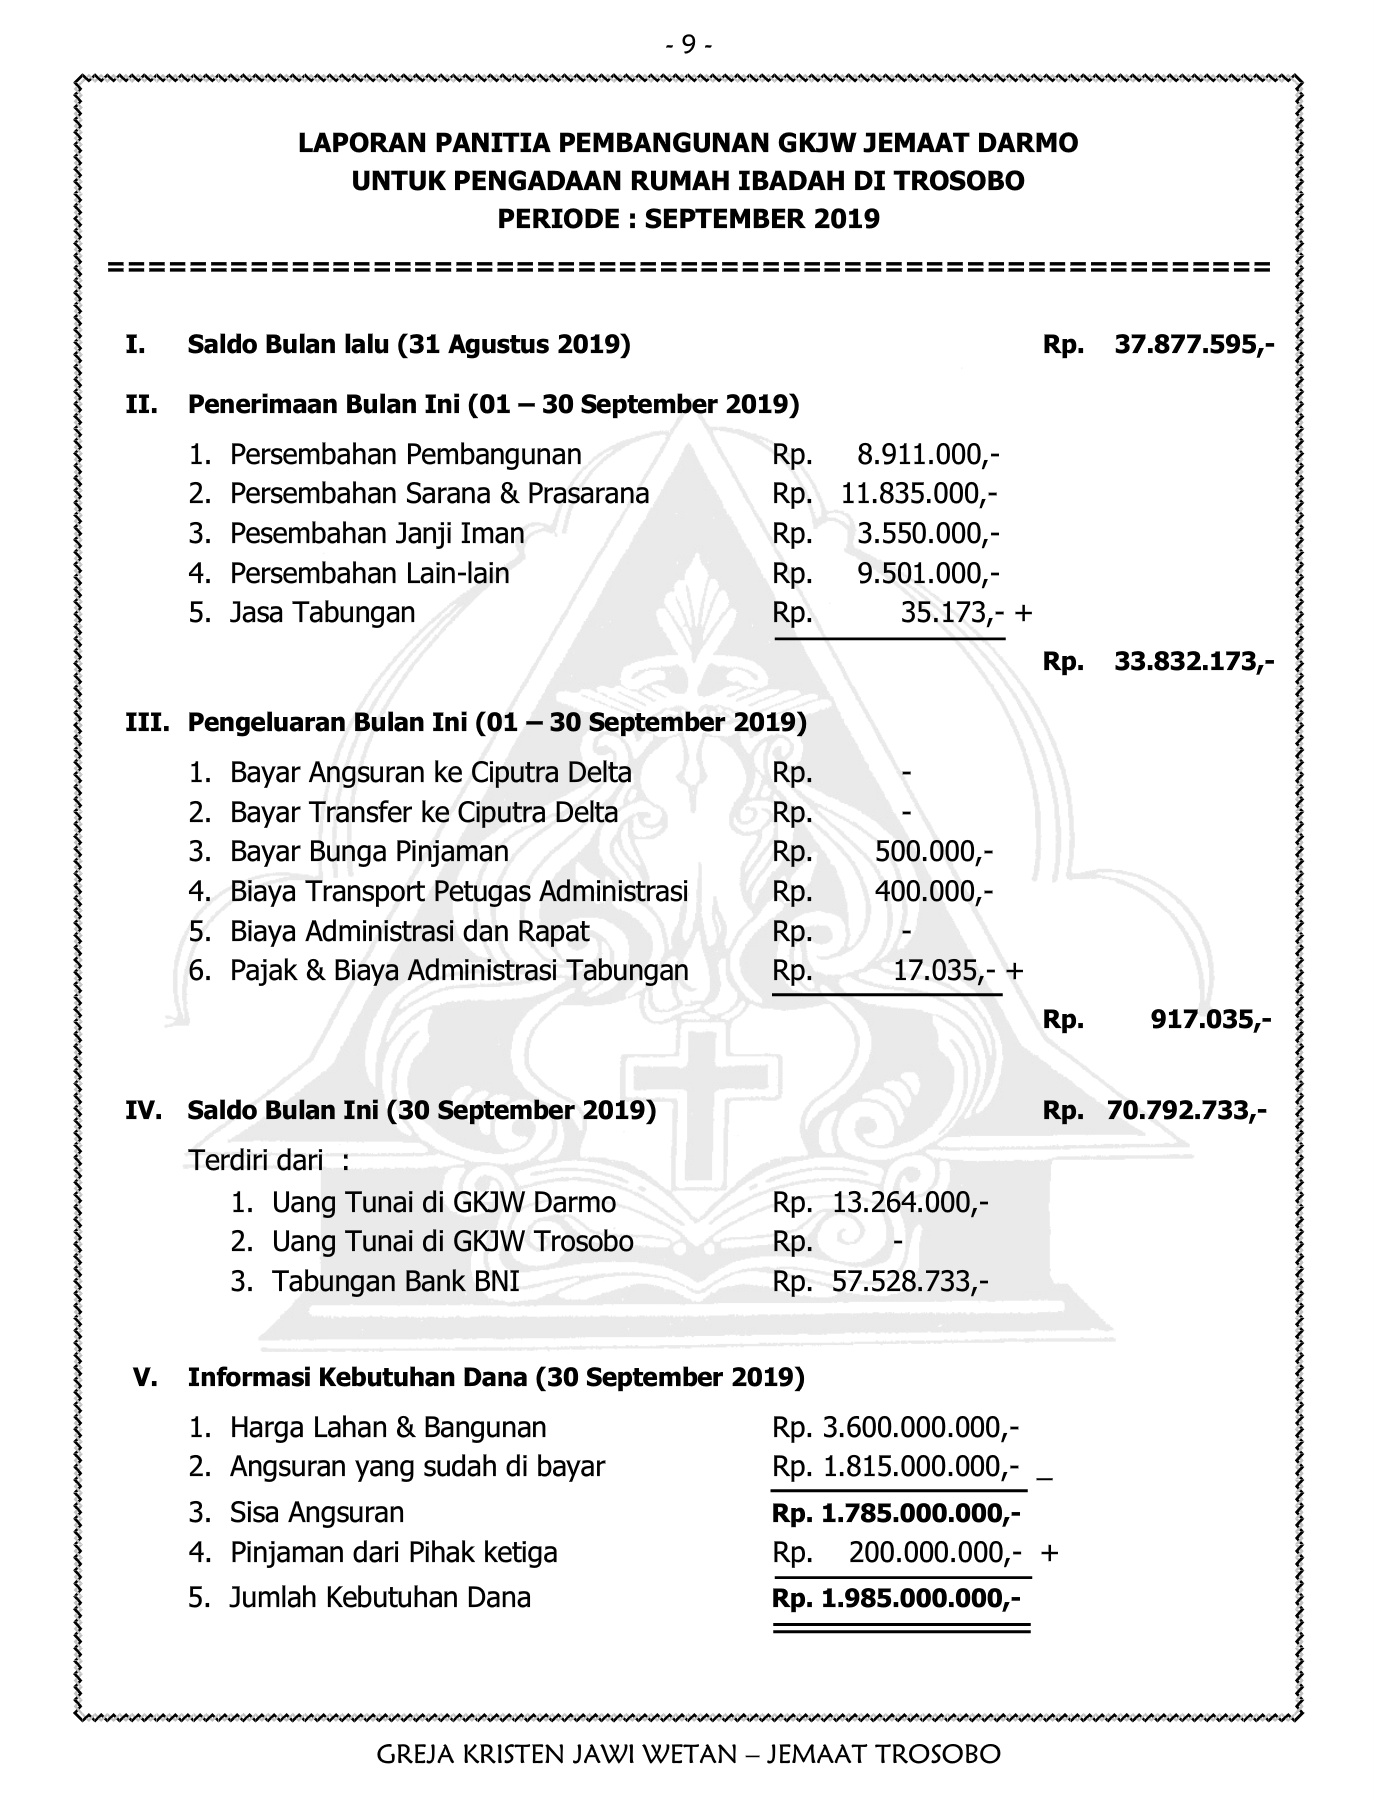 - 9 -
LAPORAN PANITIA PEMBANGUNAN GKJW JEMAAT DARMO
UNTUK PENGADAAN RUMAH IBADAH DI TROSOBO
PERIODE : SEPTEMBER 2019
=========================================================
I. Saldo Bulan lalu (31 Agustus 2019) Rp. 37.877.595,-
II. Penerimaan Bulan Ini (01 – 30 September 2019)
1. Persembahan Pembangunan Rp. 8.911.000,-
2. Persembahan Sarana & Prasarana Rp. 11.835.000,-
3. Pesembahan Janji Iman Rp. 3.550.000,-
4. Persembahan Lain-lain Rp. 9.501.000,-
5. Jasa Tabungan Rp. 35.173,- +
Rp. 33.832.173,-
III. Pengeluaran Bulan Ini (01 – 30 September 2019)
1. Bayar Angsuran ke Ciputra Delta Rp. -
2. Bayar Transfer ke Ciputra Delta Rp. -
3. Bayar Bunga Pinjaman Rp. 500.000,-
4. Biaya Transport Petugas Administrasi Rp. 400.000,-
5. Biaya Administrasi dan Rapat Rp. -
6. Pajak & Biaya Administrasi Tabungan Rp. 17.035,- +
Rp. 917.035,-
IV. Saldo Bulan Ini (30 September 2019) Rp. 70.792.733,-
Terdiri dari :
1. Uang Tunai di GKJW Darmo Rp. 13.264.000,-
2. Uang Tunai di GKJW Trosobo Rp. -
3. Tabungan Bank BNI Rp. 57.528.733,-
V. Informasi Kebutuhan Dana (30 September 2019)
1. Harga Lahan & Bangunan Rp. 3.600.000.000,-
2. Angsuran yang sudah di bayar Rp. 1.815.000.000,- _
3. Sisa Angsuran Rp. 1.785.000.000,-
4. Pinjaman dari Pihak ketiga Rp. 200.000.000,- +
5. Jumlah Kebutuhan Dana Rp. 1.985.000.000,-
GREJA KRISTEN JAWI WETAN – JEMAAT TROSOBO